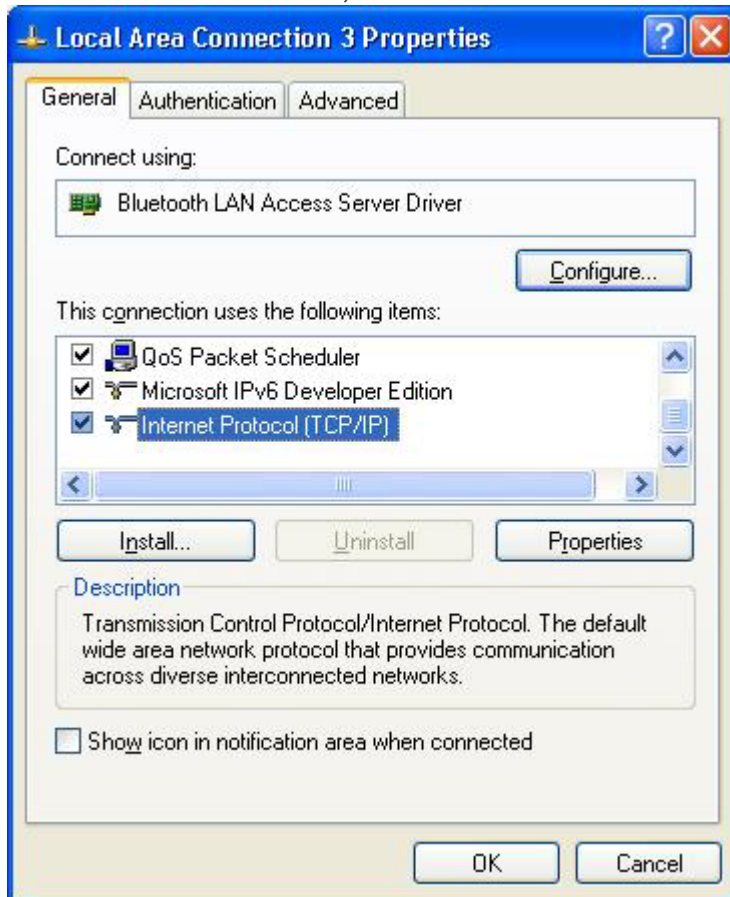 Local Area Connection 3 Properties
General Authentication Advanced
Connect using:
Bluetooth LAN Access Server Driver
Configure...
This connection uses the following items:
QoS Packet Scheduler
Microsoft IPv6 Developer Edition
Internet Protocol (TCP/IP)
Install... Uninstall Properties
Description
Transmission Control Protocol/Internet Protocol. The default
wide area network protocol that provides communication
across diverse interconnected networks.
Show icon in notification area when connected
OK Cancel